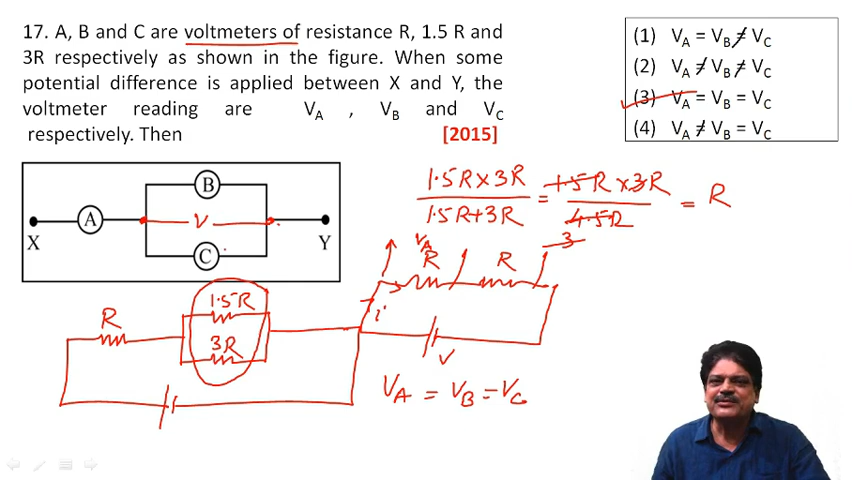 17. A, B and C are voltmeters of resistance R, 1.5 R and
3R respectively as shown in the figure. When some
potential difference is applied between X and Y, the
voltmeter reading are V_A , V_B and V_C
respectively. Then [2015]
(1) V_A = V_B ≠ V_C
(2) V_A ≠ V_B ≠ V_C
(3) V_A = V_B = V_C
(4) V_A ≠ V_B = V_C
B
A V
C
X Y
1.5R x 3R / 1.5R + 3R = 1.5R x 3R / 4.5R = R
3
V_A
R R
i
V
R 1.5R
3R
V_A = V_B = V_C